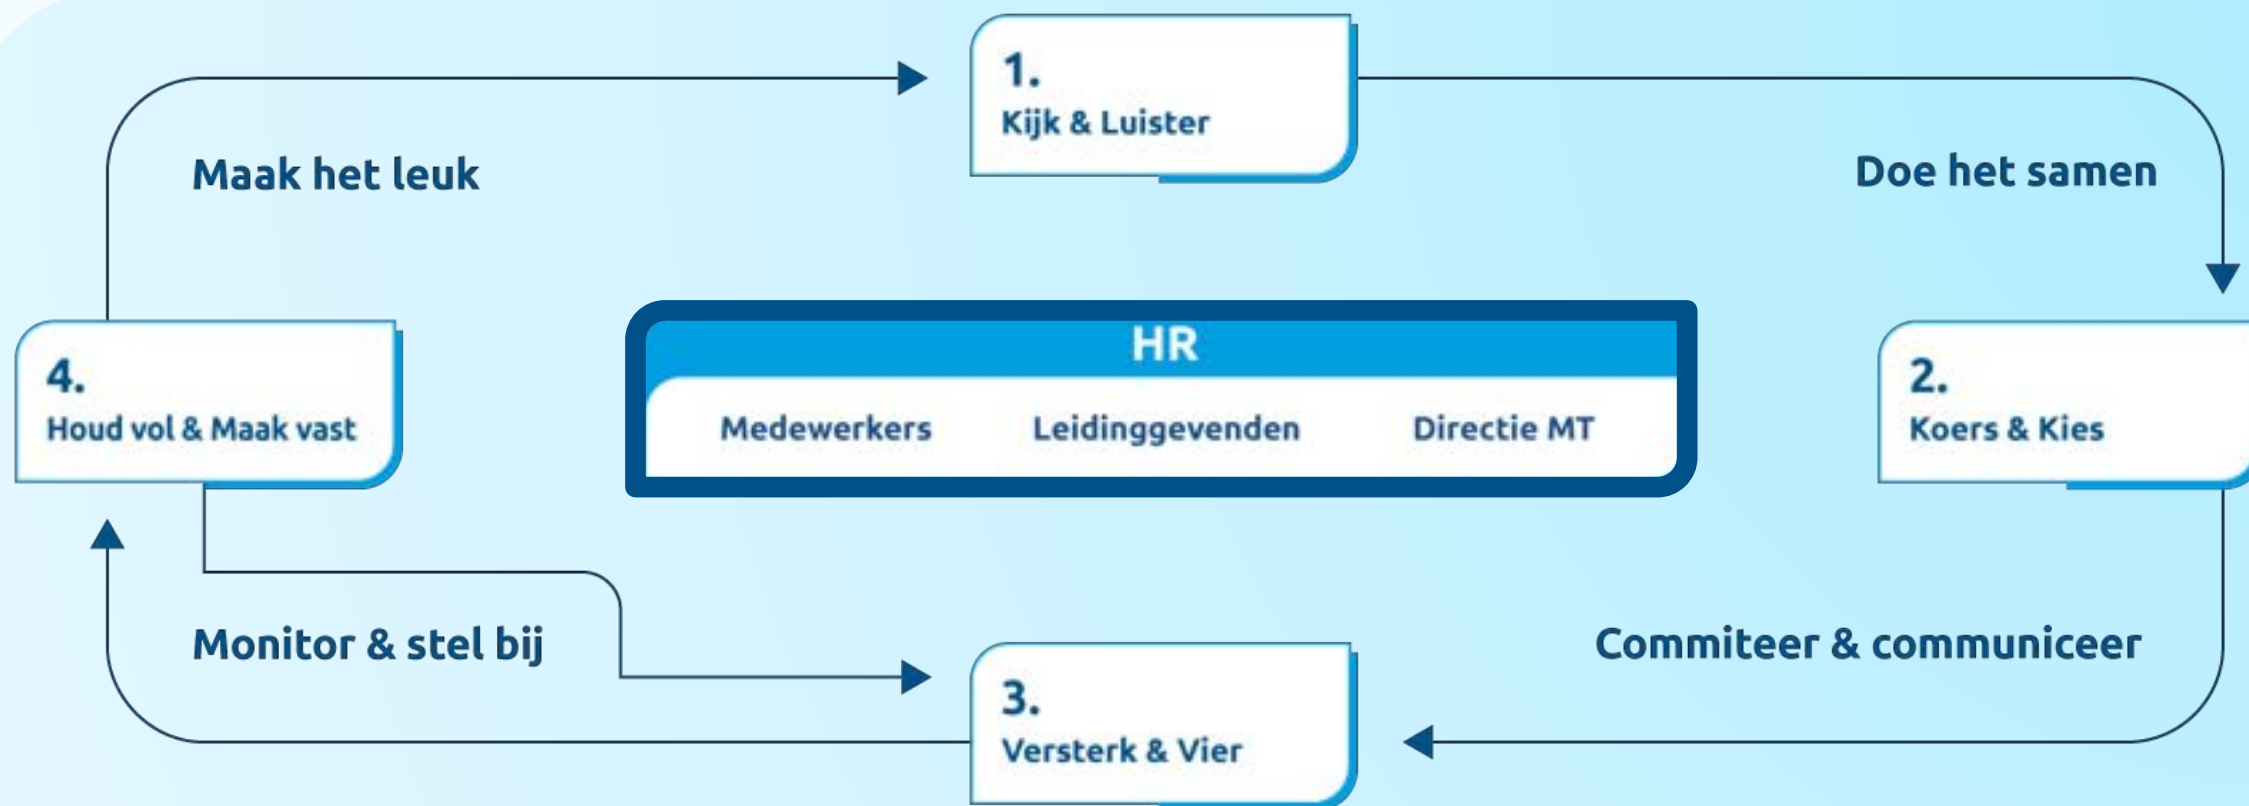 1.
Kijk & Luister
Maak het leuk
Doe het samen
HR
Medewerkers Leidinggevenden Directie MT
4.
Houd vol & Maak vast
2.
Koers & Kies
Monitor & stel bij
Commiteer & communiceer
3.
Versterk & Vier